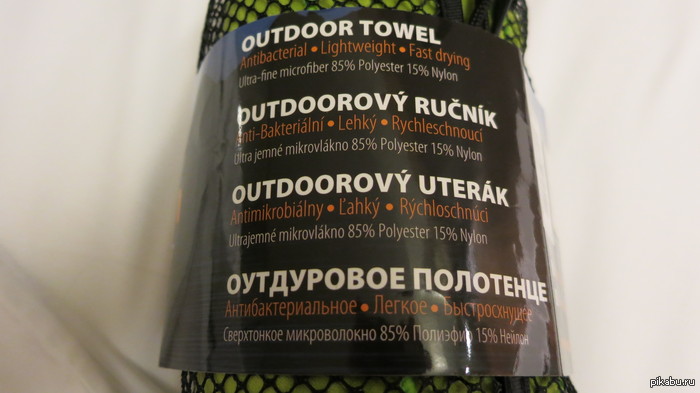 OUTDOOR TOWEL
Antibacterial • Lightweight • Fast drying
Ultra-fine microfiber 85% Polyester 15% Nylon
OUTDOOROVÝ RUČNÍK
Anti-Bakteriální • Lehký • Rychleschnoucí
Ultra jemné mikrovlákno 85% Polyester 15% Nylon
OUTDOOROVÝ UTERÁK
Antimikrobiálny • Ľahký • Rýchloschnúci
Ultrajemné mikrovlákno 85% Polyester 15% Nylon
ОУТДУРОВОЕ ПОЛОТЕНЦЕ
Антибактериальное • Легкое • Быстросхнущее
Сверхтонкое микроволокно 85% Полиэфир 15% Нейлон
pikabu.ru